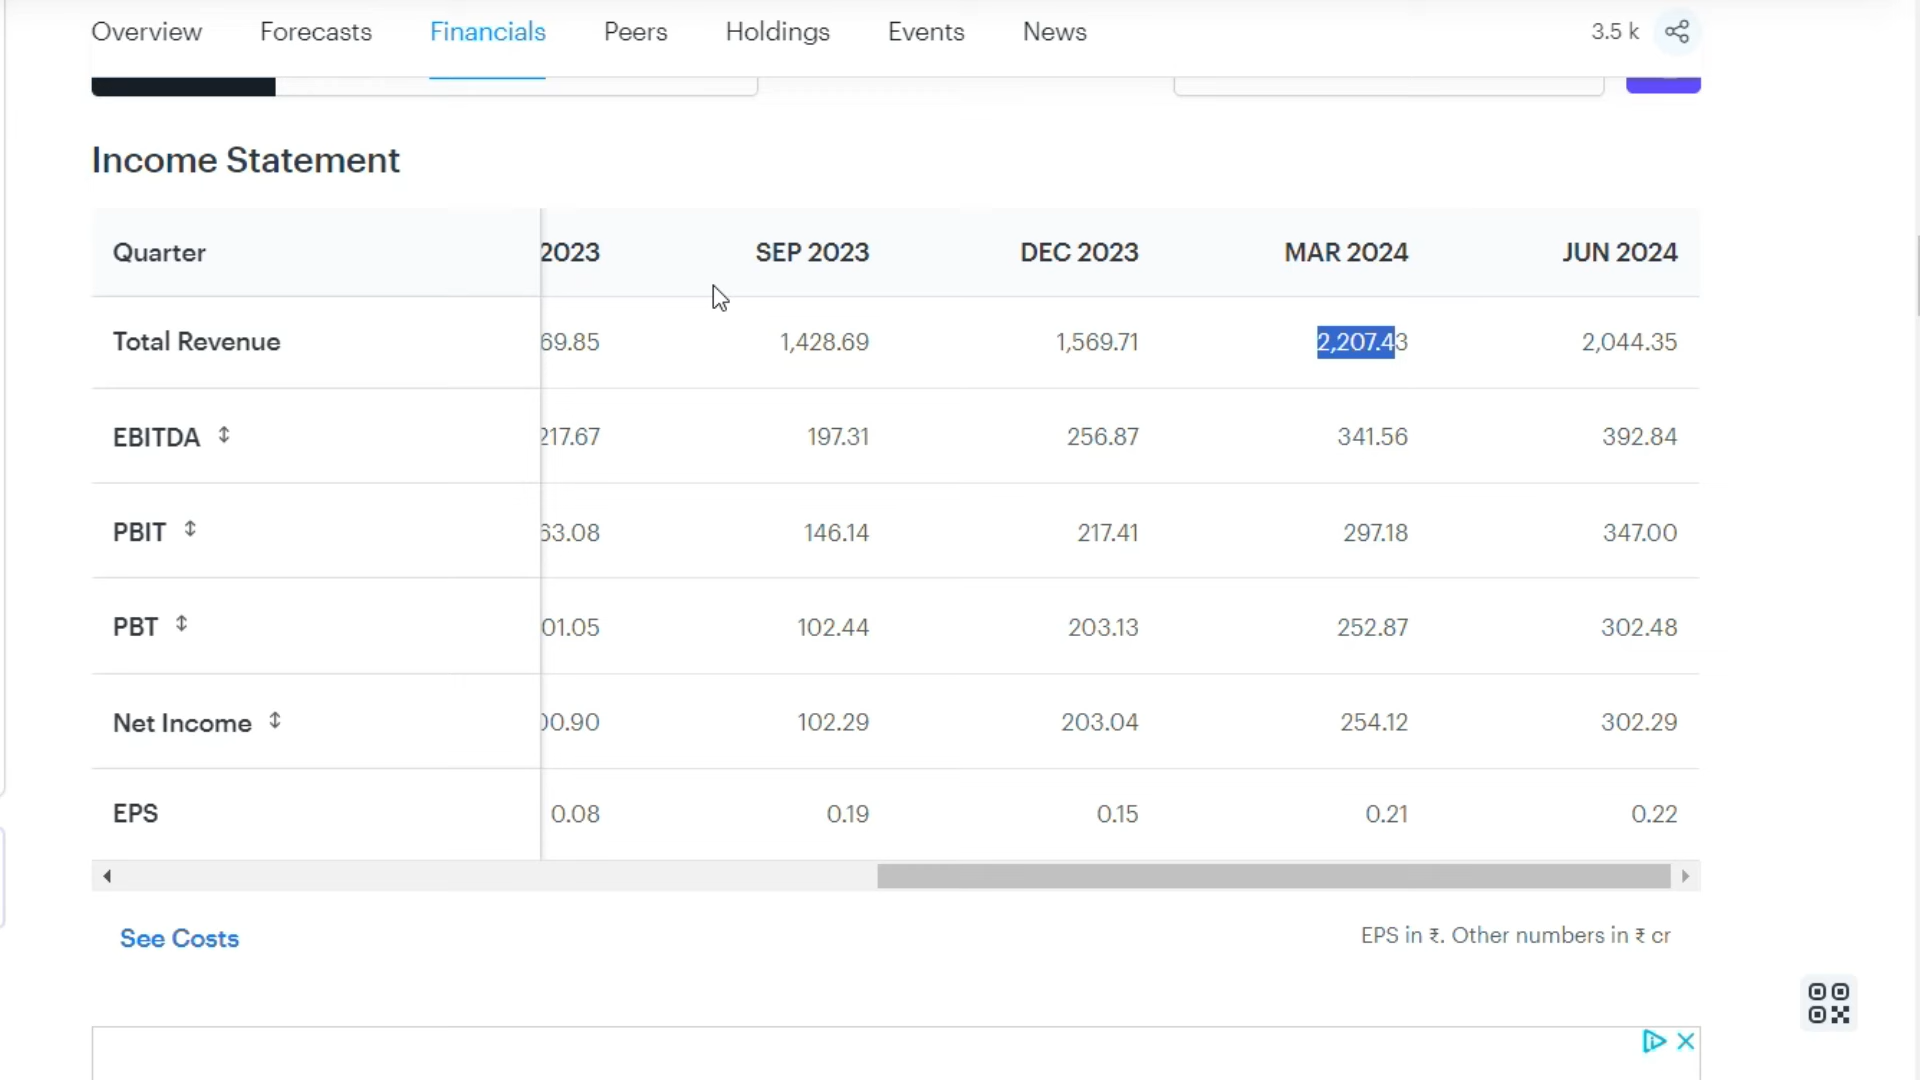 Overview Forecasts Financials Peers Holdings Events News 3.5 k
Income Statement
Quarter 2023 SEP 2023 DEC 2023 MAR 2024 JUN 2024
Total Revenue 69.85 1,428.69 1,569.71 2,207.43 2,044.35
EBITDA 217.67 197.31 256.87 341.56 392.84
PBIT 63.08 146.14 217.41 297.18 347.00
PBT 01.05 102.44 203.13 252.87 302.48
Net Income 00.90 102.29 203.04 254.12 302.29
EPS 0.08 0.19 0.15 0.21 0.22
See Costs EPS in ₹. Other numbers in ₹ cr